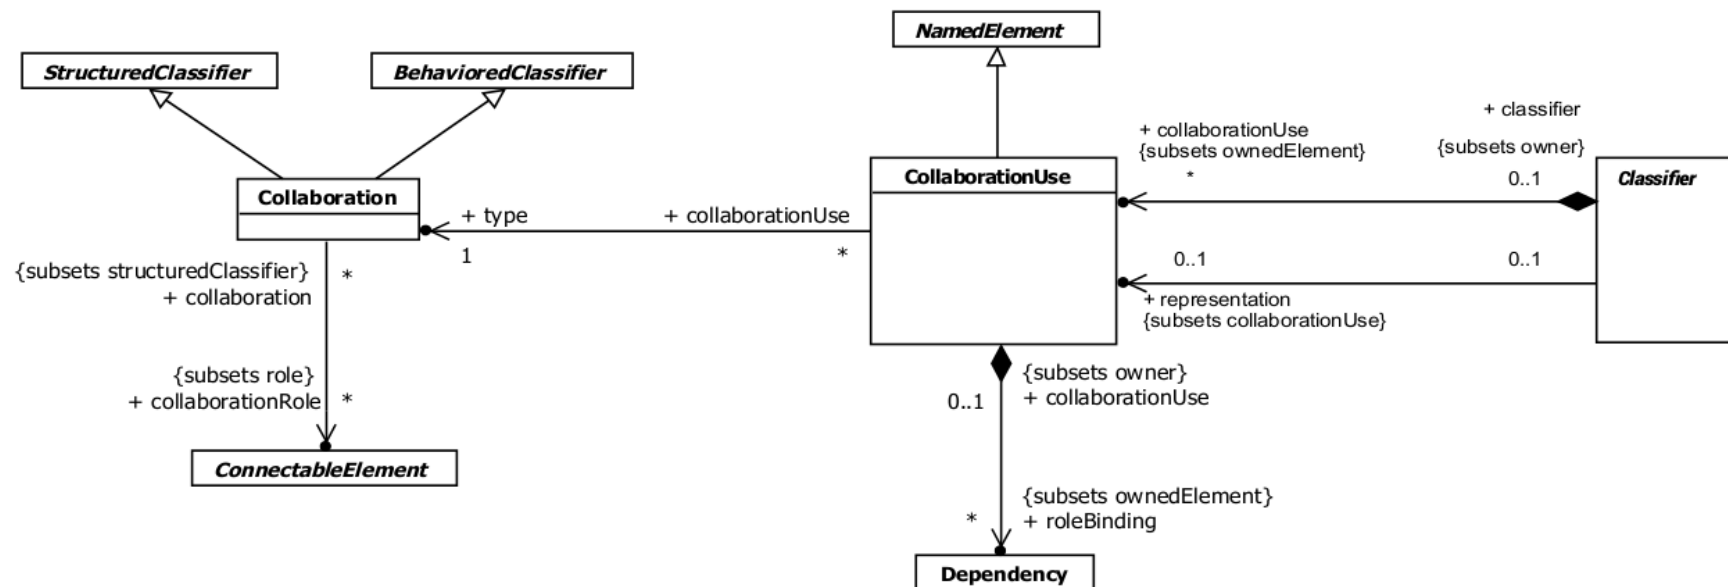 NamedElement
StructuredClassifier
BehavioredClassifier
+ classifier
+ collaborationUse
{subsets ownedElement}
{subsets owner}
*
0..1
CollaborationUse
Classifier
Collaboration
+ type
+ collaborationUse
1
*
{subsets structuredClassifier}
*
+ collaboration
0..1
0..1
+ representation
{subsets collaborationUse}
{subsets role}
+ collaborationRole
*
{subsets owner}
0..1
+ collaborationUse
ConnectableElement
{subsets ownedElement}
*
+ roleBinding
Dependency